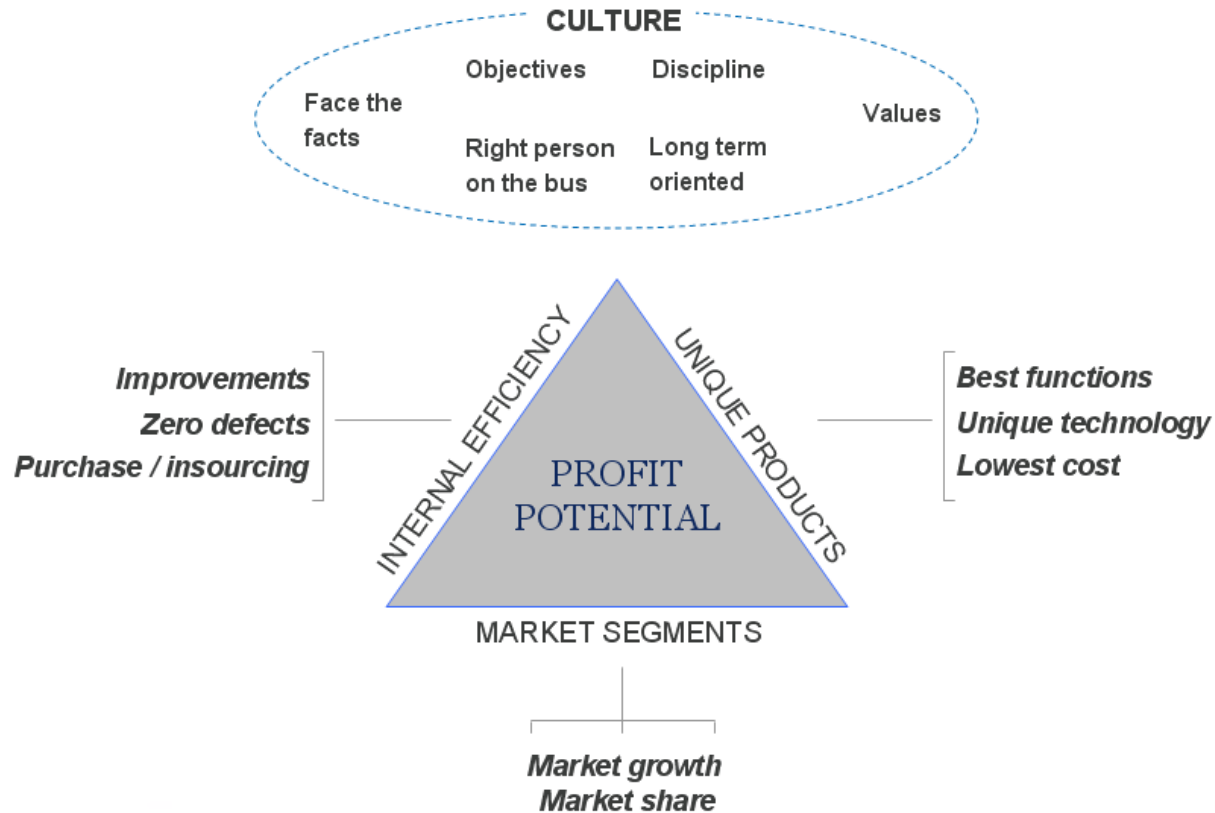 CULTURE
Objectives
Discipline
Face the
facts
Values
Right person
on the bus
Long term
oriented
INTERNAL EFFICIENCY
UNIQUE PRODUCTS
Improvements
Zero defects
Purchase / insourcing
PROFIT
POTENTIAL
Best functions
Unique technology
Lowest cost
MARKET SEGMENTS
Market growth
Market share